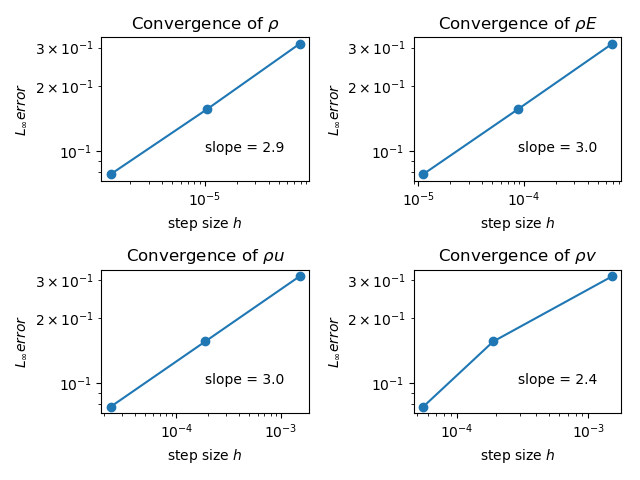 Convergence of ρ
3 × 10⁻¹
2 × 10⁻¹
10⁻¹
L∞error
slope = 2.9
10⁻⁵
step size h
Convergence of ρE
3 × 10⁻¹
2 × 10⁻¹
10⁻¹
L∞error
slope = 3.0
10⁻⁵
10⁻⁴
step size h
Convergence of ρu
3 × 10⁻¹
2 × 10⁻¹
10⁻¹
L∞error
slope = 3.0
10⁻⁴
10⁻³
step size h
Convergence of ρv
3 × 10⁻¹
2 × 10⁻¹
10⁻¹
L∞error
slope = 2.4
10⁻⁴
10⁻³
step size h